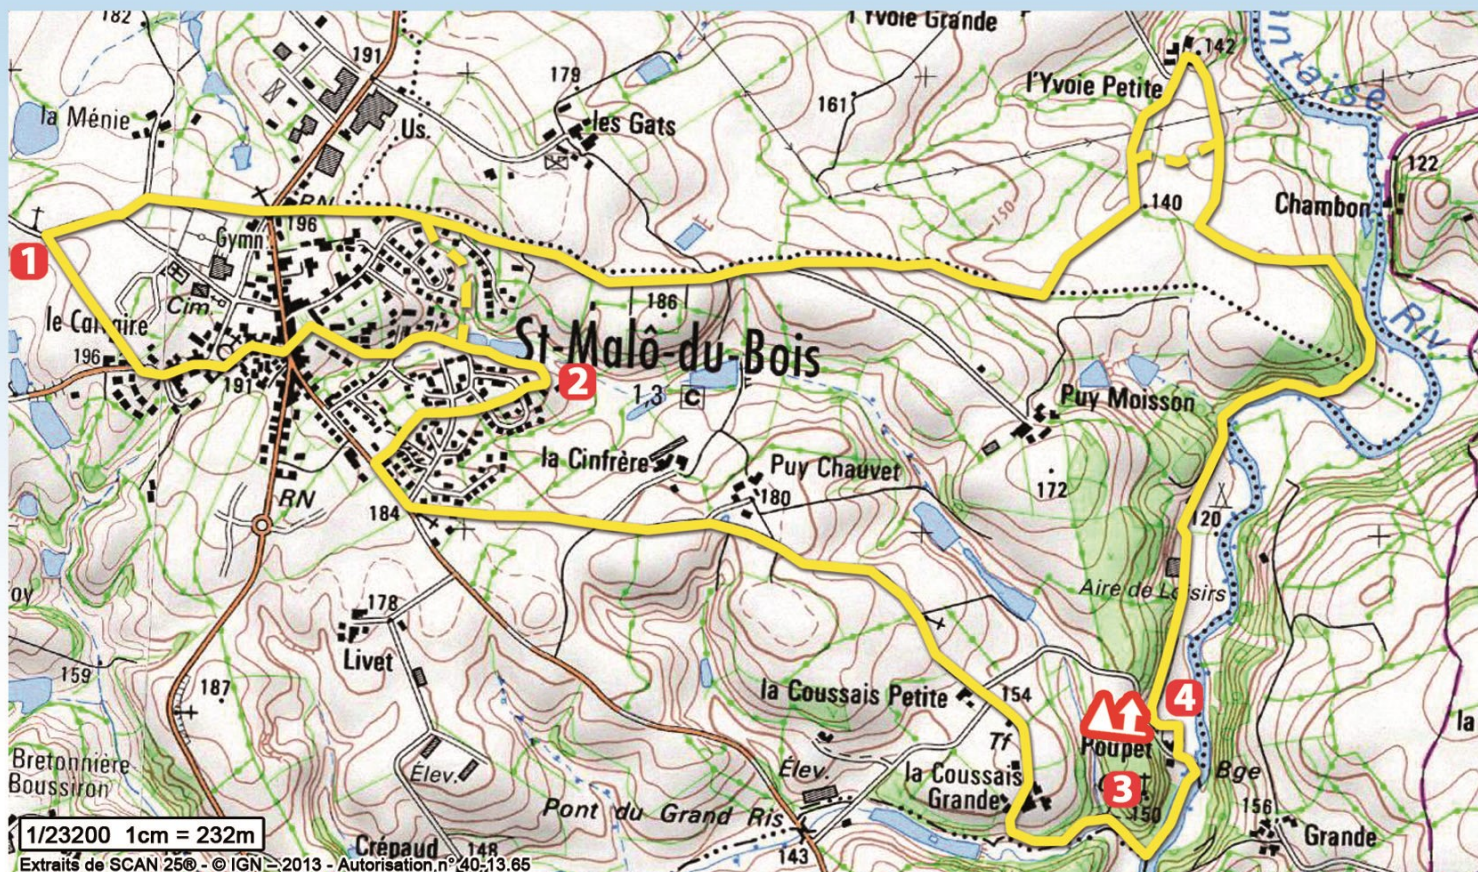 182
l'Yvoie Grande
191
179
142
l'Yvoie Petite
161
la Ménie
Us.
les Gats
122
150
140
Chambon
RN
196
Gymn.
1
Cim.
186
le Calvaire
196
191
St-Malô-du-Bois
2
1,3
C
Riv
Puy Moisson
la Cinfrère
Puy Chauvet
180
172
RN
184
120
Aire de Loisirs
178
Livet
159
187
la Coussais Petite
154
4
Tf
Poupet
la
Bretonnière
Boussiron
Élev.
Élev.
la Coussais
Grande
3
150
Bge
156
Grande
Pont du Grand Ris
143
1/23200 1cm = 232m
Crépaud
148
Extraits de SCAN 25® - © IGN – 2013 - Autorisation n° 40-13.65